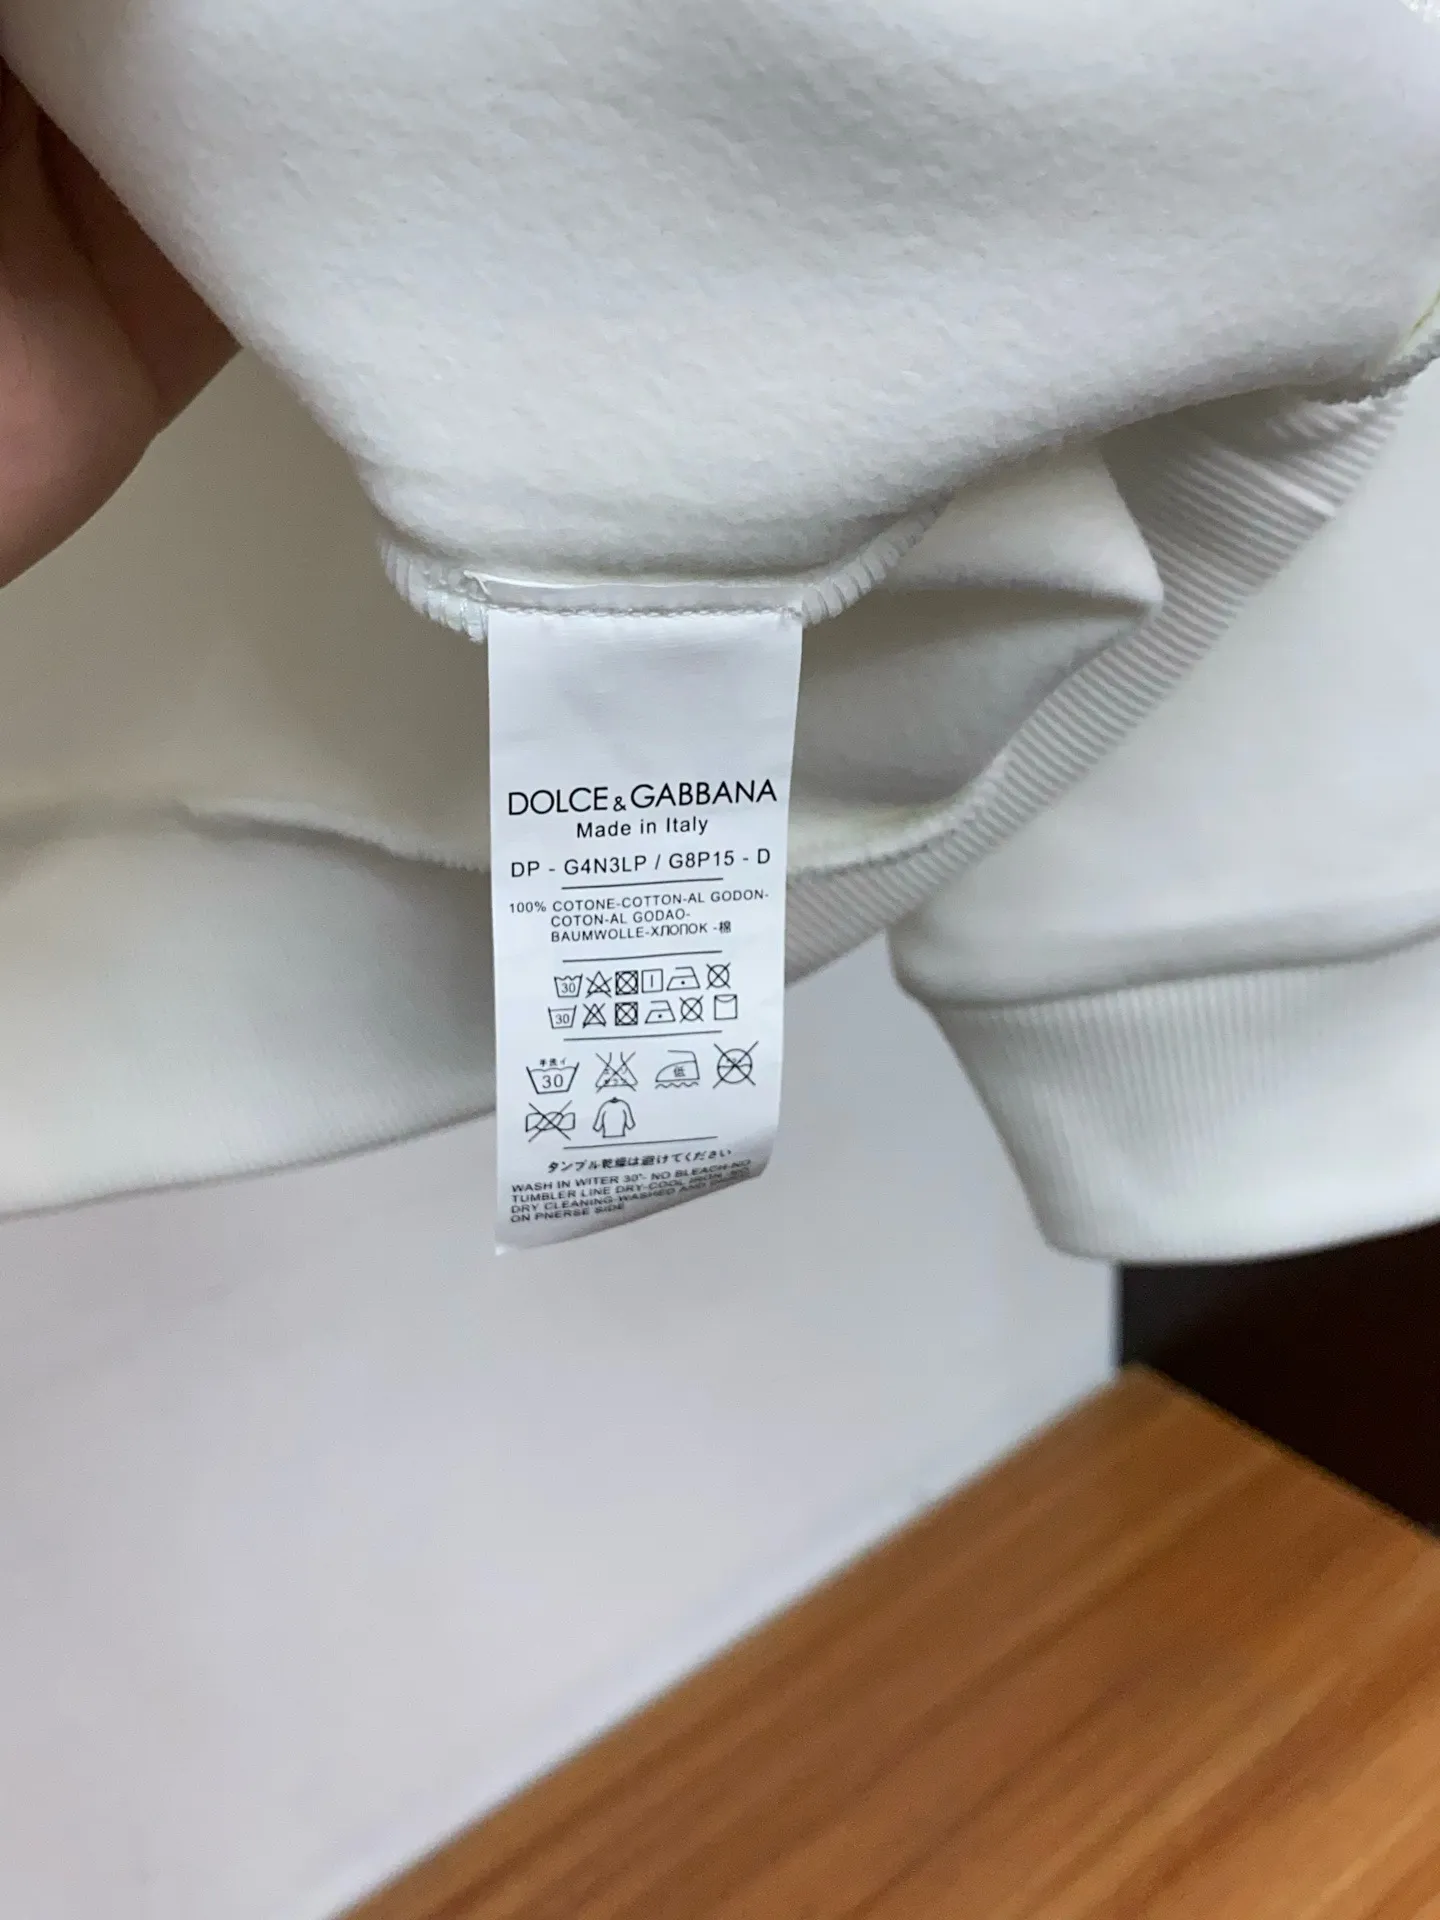 DOLCE&GABBANA
Made in Italy
DP - G4N3LP / G8P15 - D
100% COTONE-COTTON-AL GODON-
COTON-AL GODAO-
BAUMWOLLE-ХЛОПОК -棉
30
30
手洗イ
30
低
タンブル乾燥は避けてください
WASH IN WITER 30°- NO BLEACH-NO
TUMBLER LINE DRY-COOL IRON- NO
DRY CLEANING-WASHED AND
ON PNERSE SIDE